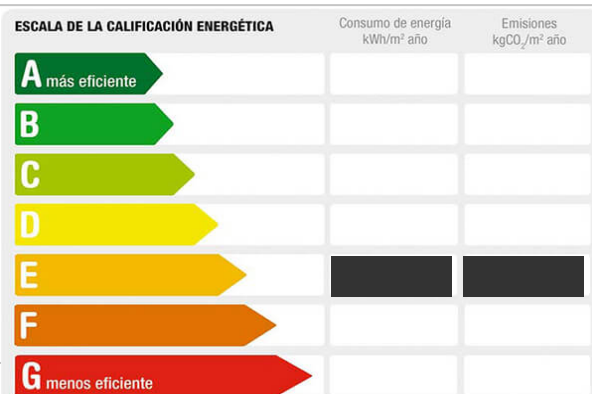 ESCALA DE LA CALIFICACIÓN ENERGÉTICA
Consumo de energía
kWh/m² año
Emisiones
kgCO₂/m² año
A más eficiente
B
C
D
E
F
G menos eficiente